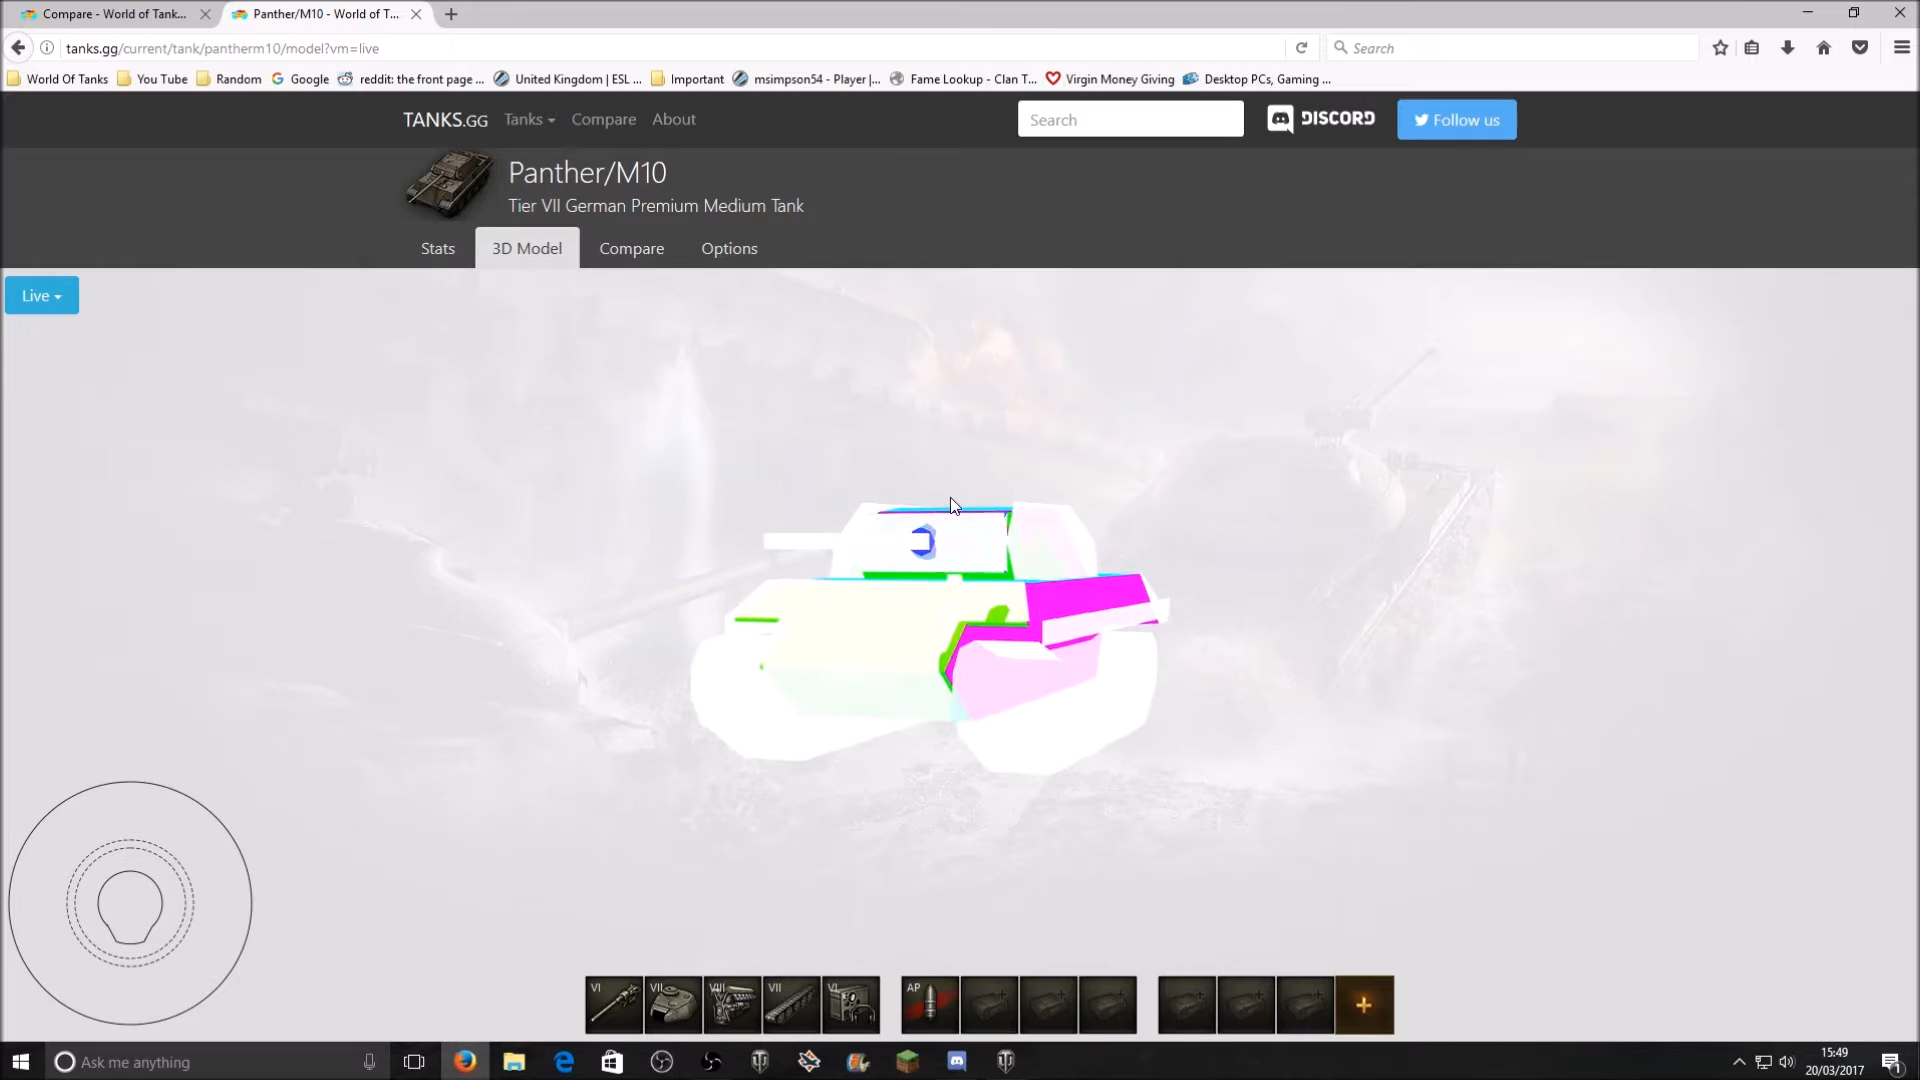 Compare - World of Tank...
Panther/M10 - World of T...
tanks.gg/current/tank/pantherm10/model?vm=live
Search
World Of Tanks
You Tube
Random
Google
reddit: the front page ...
United Kingdom | ESL ...
Important
msimpson54 - Player |...
Fame Lookup - Clan T...
Virgin Money Giving
Desktop PCs, Gaming ...
TANKS.GG
Tanks
Compare
About
Search
DISCORD
Follow us
Panther/M10
Tier VII German Premium Medium Tank
Stats
3D Model
Compare
Options
Live
VI
VII
VIII
VII
VI
AP
Ask me anything
15:49
20/03/2017
1